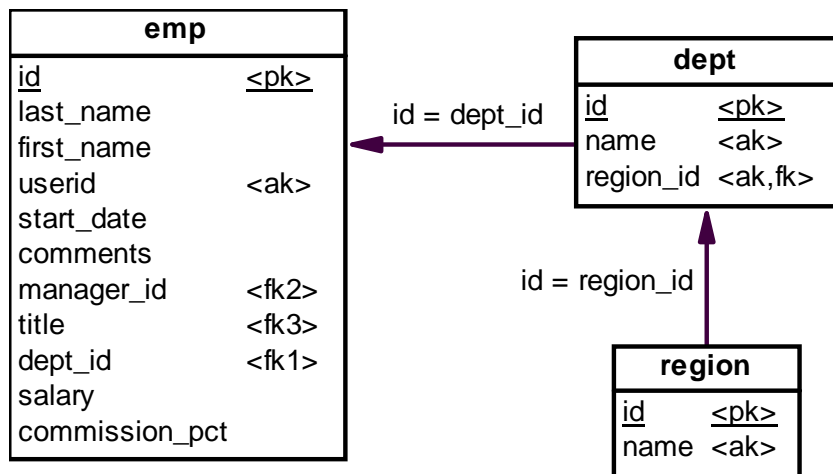 emp
id <pk>
last_name
first_name
userid <ak>
start_date
comments
manager_id <fk2>
title <fk3>
dept_id <fk1>
salary
commission_pct
id = dept_id
dept
id <pk>
name <ak>
region_id <ak,fk>
id = region_id
region
id <pk>
name <ak>